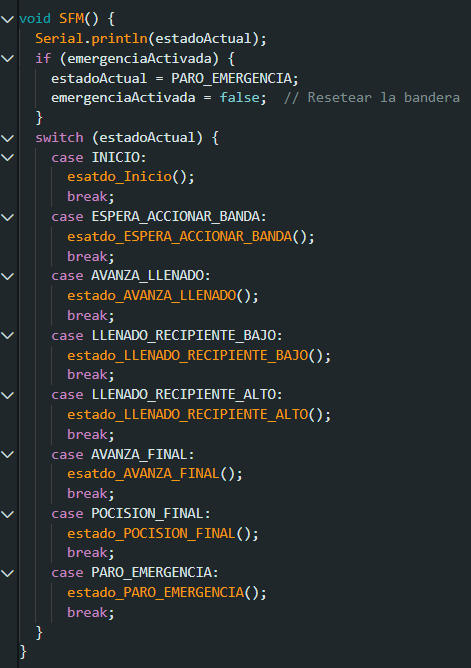 void SFM() {
  Serial.println(estadoActual);
  if (emergenciaActivada) {
    estadoActual = PARO_EMERGENCIA;
    emergenciaActivada = false;  // Resetear la bandera
  }
  switch (estadoActual) {
    case INICIO:
      esatdo_Inicio();
      break;
    case ESPERA_ACCIONAR_BANDA:
      esatdo_ESPERA_ACCIONAR_BANDA();
      break;
    case AVANZA_LLENADO:
      estado_AVANZA_LLENADO();
      break;
    case LLENADO_RECIPIENTE_BAJO:
      estado_LLENADO_RECIPIENTE_BAJO();
      break;
    case LLENADO_RECIPIENTE_ALTO:
      estado_LLENADO_RECIPIENTE_ALTO();
      break;
    case AVANZA_FINAL:
      esatdo_AVANZA_FINAL();
      break;
    case POCISION_FINAL:
      estado_POCISION_FINAL();
      break;
    case PARO_EMERGENCIA:
      estado_PARO_EMERGENCIA();
      break;
  }
}